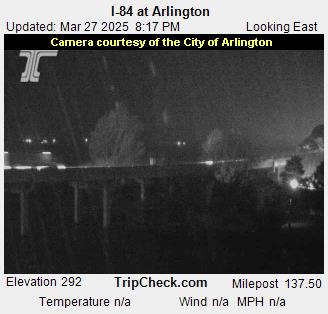 I-84 at Arlington
Updated: Mar 27 2025 8:17 PM Looking East
Camera courtesy of the City of Arlington
Elevation 292 TripCheck.com Milepost 137.50
Temperature n/a Wind n/a MPH n/a